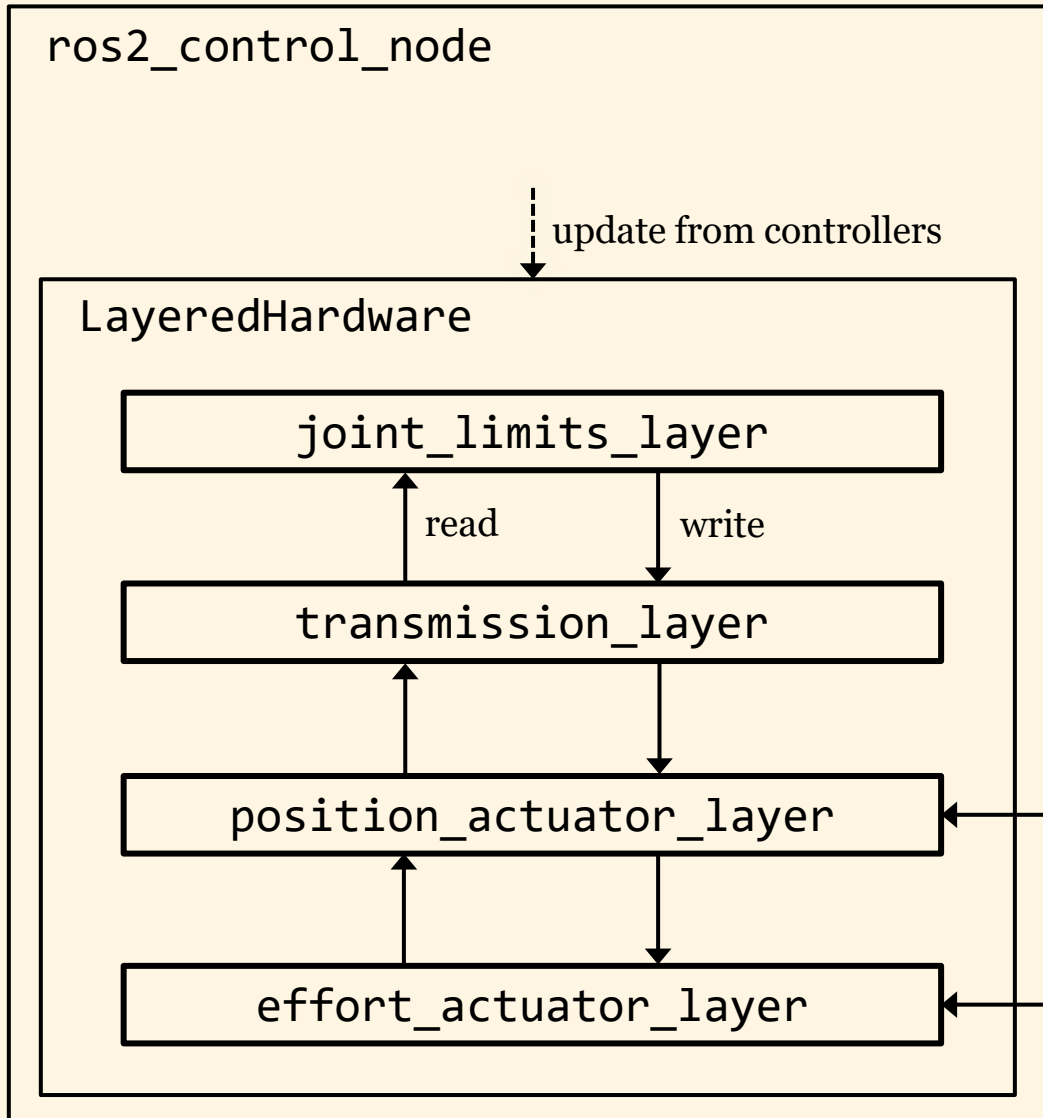 ros2_control_node
update from controllers
LayeredHardware
joint_limits_layer
read
write
transmission_layer
position_actuator_layer
effort_actuator_layer